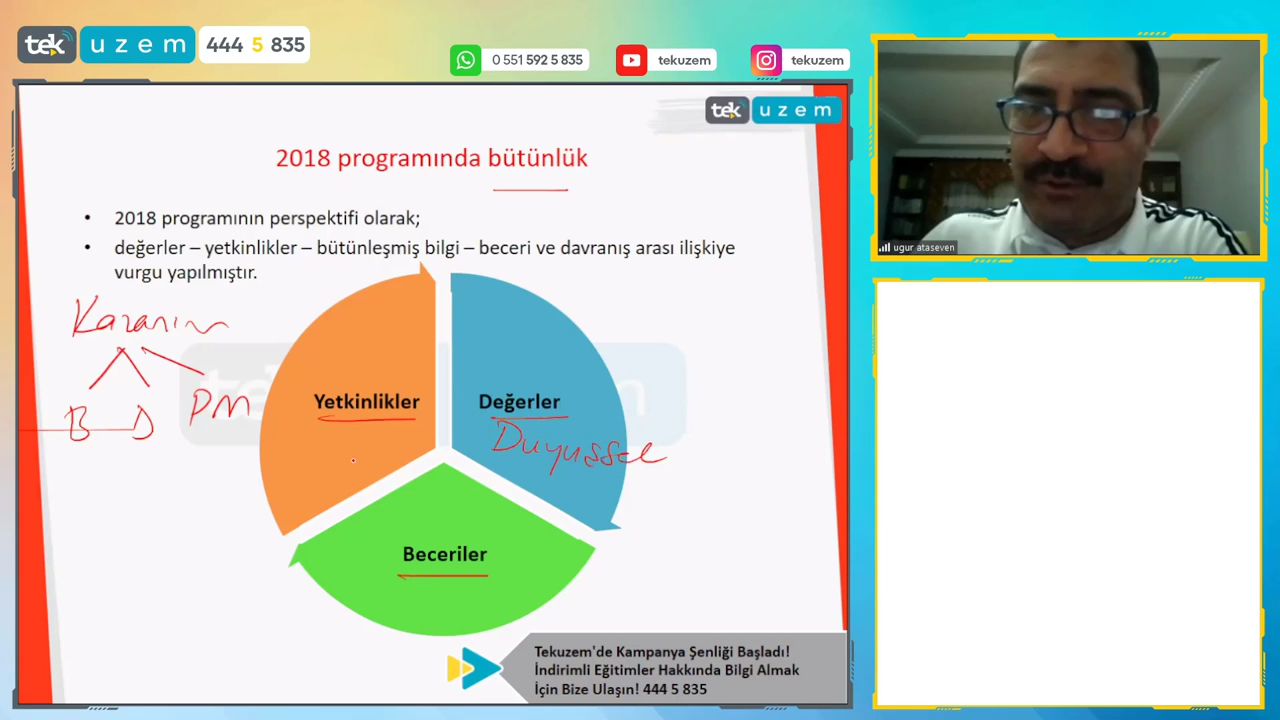 tek uzem 444 5 835
0 551 592 5 835
tekuzem
tekuzem
tek uzem
2018 programında bütünlük
• 2018 programının perspektifi olarak;
• değerler – yetkinlikler – bütünleşmiş bilgi – beceri ve davranış arası ilişkiye
vurgu yapılmıştır.
ugur ataseven
Kazanım
B D PM
Yetkinlikler
Değerler
Duyussel
Beceriler
Tekuzem'de Kampanya Şenliği Başladı!
İndirimli Eğitimler Hakkında Bilgi Almak
İçin Bize Ulaşın! 444 5 835